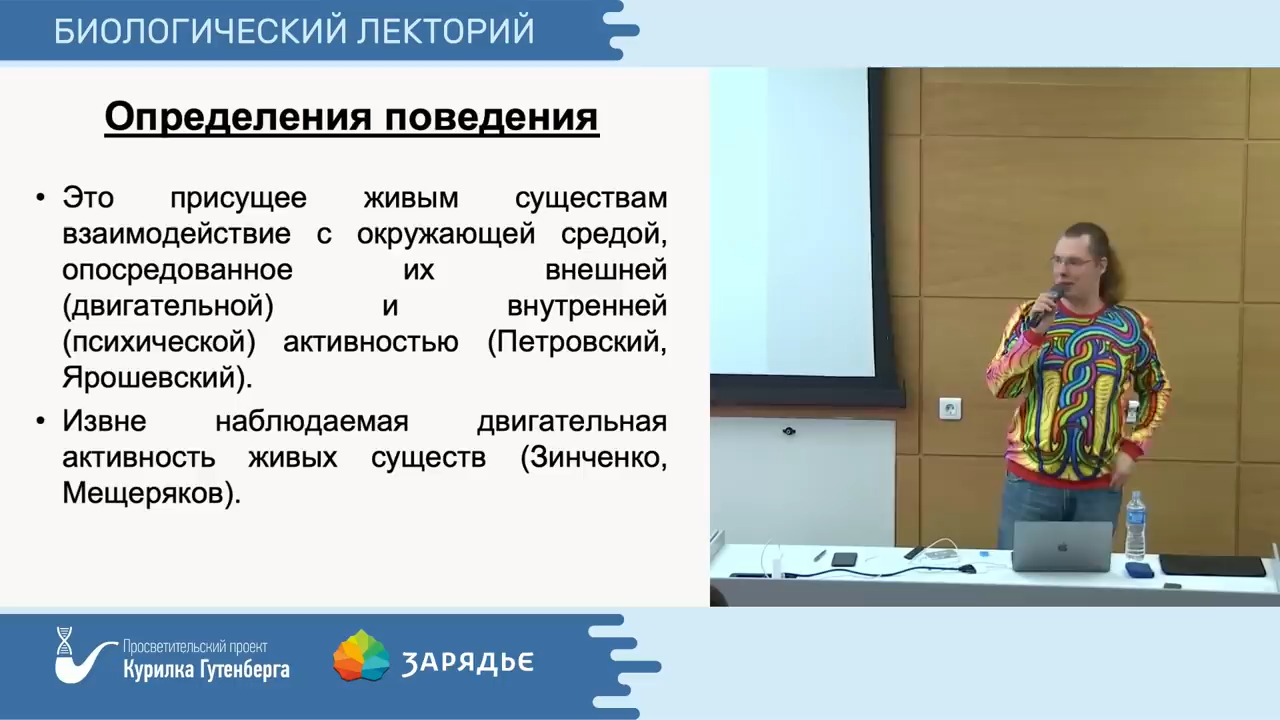 БИОЛОГИЧЕСКИЙ ЛЕКТОРИЙ
Определения поведения
• Это присущее живым существам
взаимодействие с окружающей средой,
опосредованное их внешней
(двигательной) и внутренней
(психической) активностью (Петровский,
Ярошевский).
• Извне наблюдаемая двигательная
активность живых существ (Зинченко,
Мещеряков).
Просветительский проект
Курилка Гутенберга
ЗАРЯДЬЕ